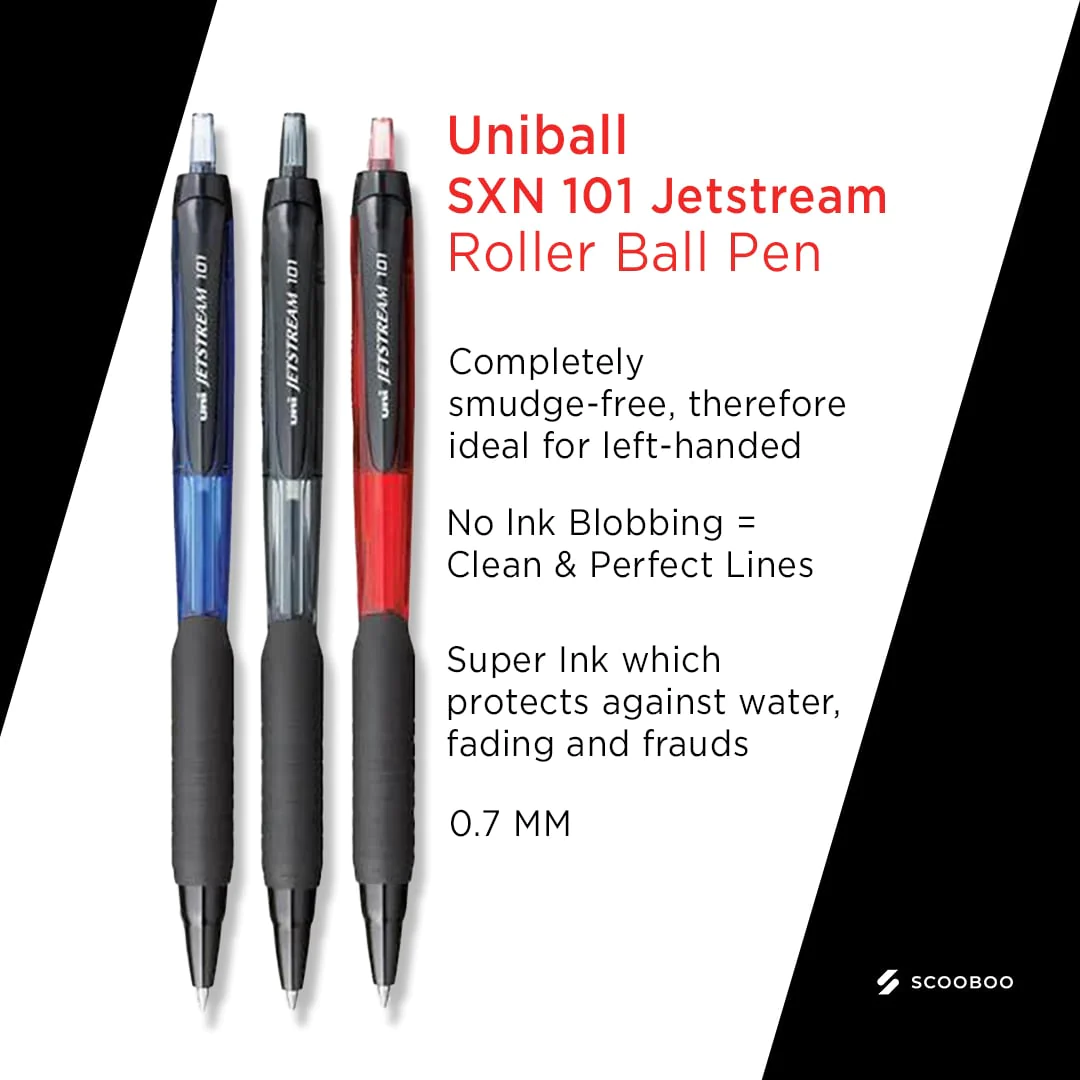 Uniball
SXN 101 Jetstream
Roller Ball Pen
Completely
smudge-free, therefore
ideal for left-handed
No Ink Blobbing =
Clean & Perfect Lines
Super Ink which
protects against water,
fading and frauds
0.7 MM
uni JETSTREAM 101
uni JETSTREAM 101
uni JETSTREAM 101
SCOOBOO